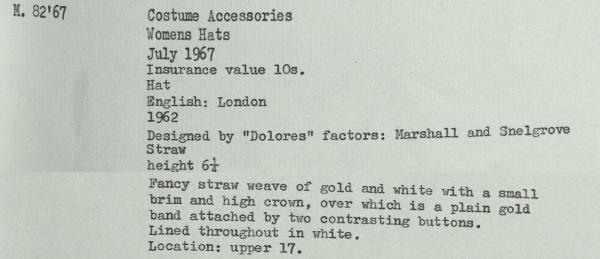 M. 82'67
Costume Accessories
Womens Hats
July 1967
Insurance value 10s.
Hat
English: London
1962
Designed by "Dolores" factors: Marshall and Snelgrove
Straw
height 6¼
Fancy straw weave of gold and white with a small
brim and high crown, over which is a plain gold
band attached by two contrasting buttons.
Lined throughout in white.
Location: upper 17.